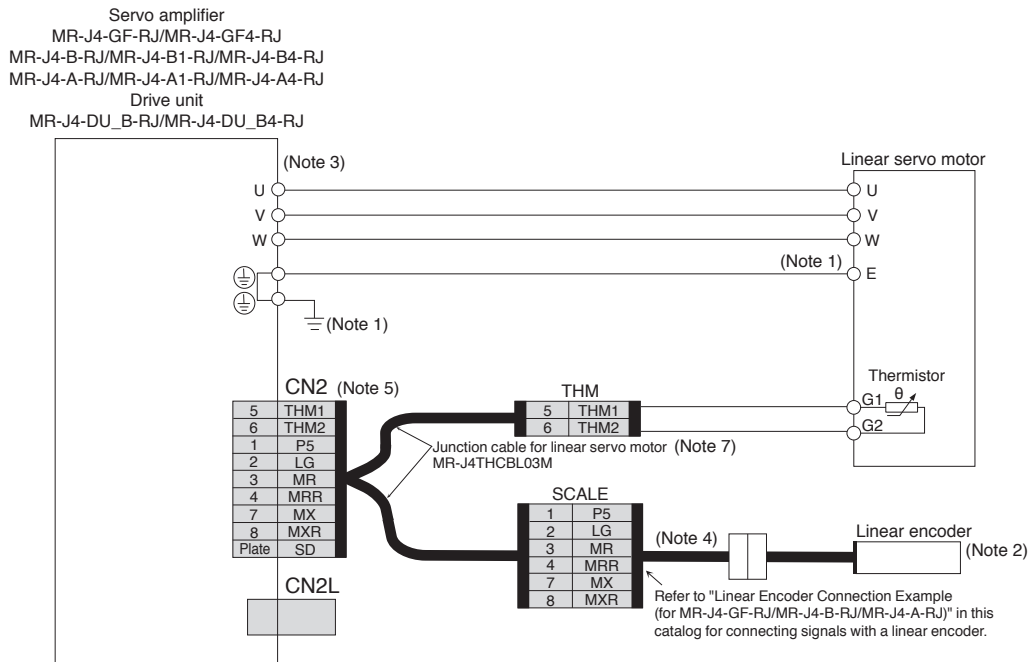 Servo amplifier
MR-J4-GF-RJ/MR-J4-GF4-RJ
MR-J4-B-RJ/MR-J4-B1-RJ/MR-J4-B4-RJ
MR-J4-A-RJ/MR-J4-A1-RJ/MR-J4-A4-RJ
Drive unit
MR-J4-DU_B-RJ/MR-J4-DU_B4-RJ
(Note 3)
Linear servo motor
U
U
V
V
W
W
(Note 1)
E
(Note 1)
CN2 (Note 5)
5 THM1
6 THM2
1 P5
2 LG
3 MR
4 MRR
7 MX
8 MXR
Plate SD
CN2L
THM
5 THM1
6 THM2
Thermistor
θ
G1
G2
Junction cable for linear servo motor (Note 7)
MR-J4THCBL03M
SCALE
1 P5
2 LG
3 MR
4 MRR
7 MX
8 MXR
(Note 4)
Linear encoder
(Note 2)
Refer to "Linear Encoder Connection Example
(for MR-J4-GF-RJ/MR-J4-B-RJ/MR-J4-A-RJ)" in this
catalog for connecting signals with a linear encoder.